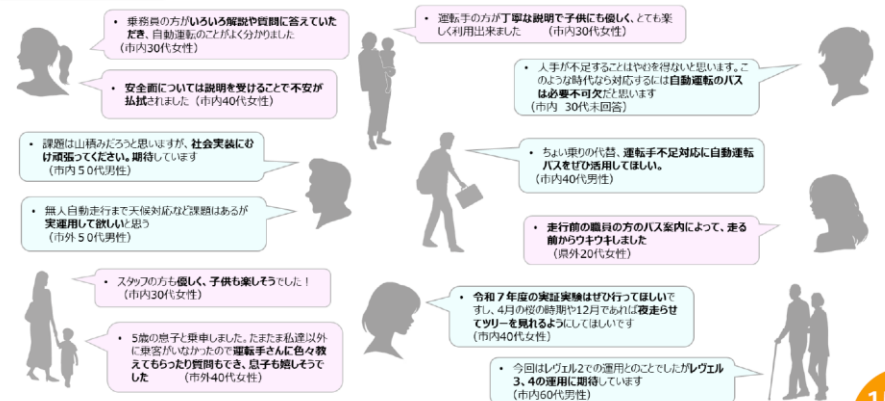 • 乗務員の方がいろいろ解説や質問に答えていた
だき、自動運転のことがよく分かりました
(市内30代女性)
• 安全面については説明を受けることで不安が
払拭されました (市内40代女性)
• 課題は山積みだろうと思いますが、社会実装にむ
け頑張ってください。期待しています
(市内50代男性)
• 無人自動走行まで天候対応など課題はあるが
実運用して欲しいと思う
(市外50代男性)
• スタッフの方も優しく、子供も楽しそうでした!
(市内30代女性)
• 5歳の息子と乗車しました。たまたま私達以外
に乗客がいなかったので運転手さんに色々教
えてもらったり質問もでき、息子も嬉しそうで
した (市外40代女性)
• 運転手の方が丁寧な説明で子供にも優しく、とても楽
しく利用出来ました (市内30代女性)
• 人手が不足することはやむを得ないと思います。こ
のような時代なら対応するには自動運転のバス
は必要不可欠だと思います
(市内 30代未回答)
• ちょい乗りの代替、運転手不足対応に自動運転
バスをぜひ活用してほしい。
(市内40代男性)
• 走行前の職員の方のバス案内によって、走る
前からウキウキしました
(県外20代女性)
• 令和7年度の実証実験はぜひ行ってほしいで
すし、4月の桜の時期や12月であれば夜走らせ
てツリーを見れるようにしてほしいです
(市内40代女性)
• 今回はレヴェル2での運用とのことでしたがレヴェル
3、4の運用に期待しています
(市内60代男性)